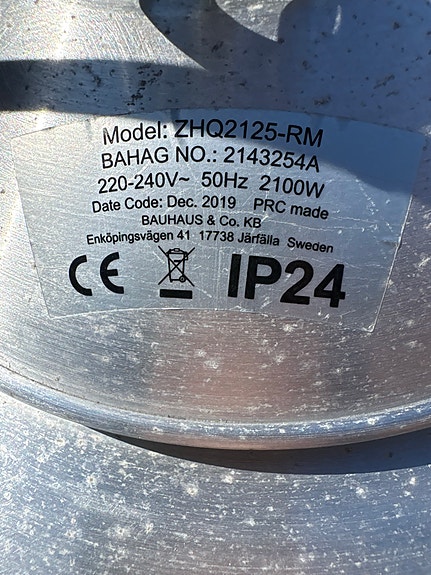 Model: ZHQ2125-RM
BAHAG NO.: 2143254A
220-240V~ 50Hz 2100W
Date Code: Dec. 2019 PRC made
BAUHAUS & Co. KB
Enköpingsvägen 41 17738 Järfälla Sweden
CE IP24